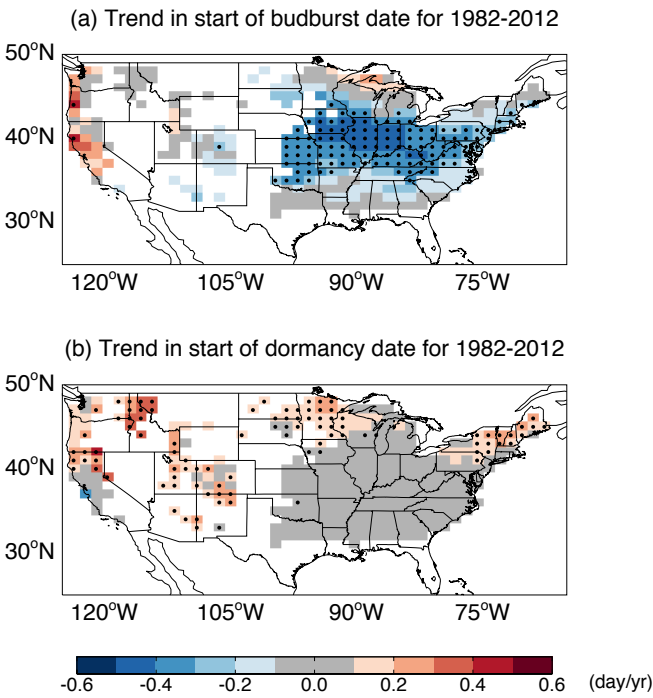 (a) Trend in start of budburst date for 1982-2012
50°N
40°N
30°N
120°W 105°W 90°W 75°W
(b) Trend in start of dormancy date for 1982-2012
50°N
40°N
30°N
120°W 105°W 90°W 75°W
-0.6 -0.4 -0.2 0.0 0.2 0.4 0.6 (day/yr)